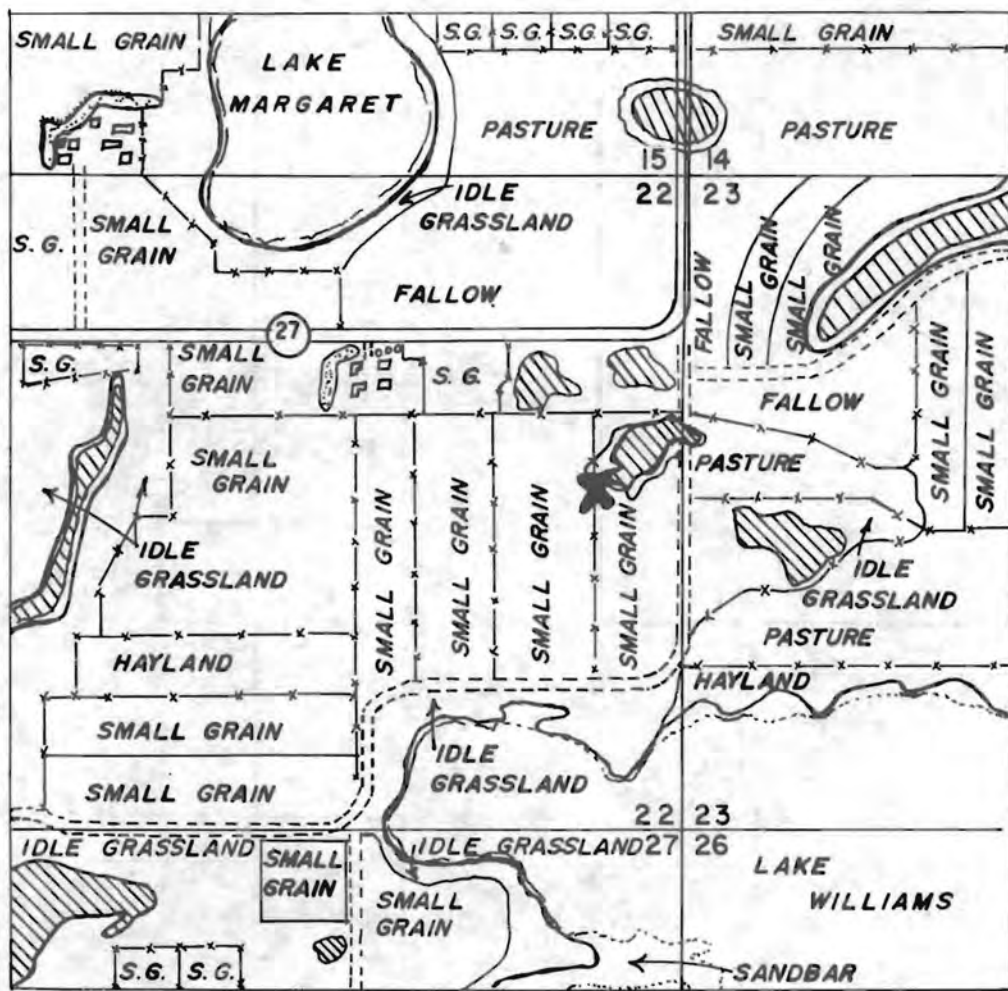 SMALL GRAIN
LAKE
MARGARET
S.G. S.G. S.G. S.G.
SMALL GRAIN
PASTURE
PASTURE
15 14
22 23
IDLE
GRASSLAND
S. G.
SMALL
GRAIN
FALLOW
FALLOW
SMALL GRAIN
SMALL GRAIN
27
S.G.
SMALL
GRAIN
S.G.
FALLOW
SMALL GRAIN
SMALL GRAIN
SMALL
GRAIN
PASTURE
SMALL GRAIN
SMALL GRAIN
SMALL GRAIN
SMALL GRAIN
IDLE
GRASSLAND
IDLE
GRASSLAND
PASTURE
HAYLAND
HAYLAND
SMALL GRAIN
IDLE
GRASSLAND
SMALL GRAIN
22 23
IDLE GRASSLAND
IDLE GRASSLAND 27 26
SMALL
GRAIN
LAKE
WILLIAMS
SMALL
GRAIN
S.G. S.G.
SANDBAR